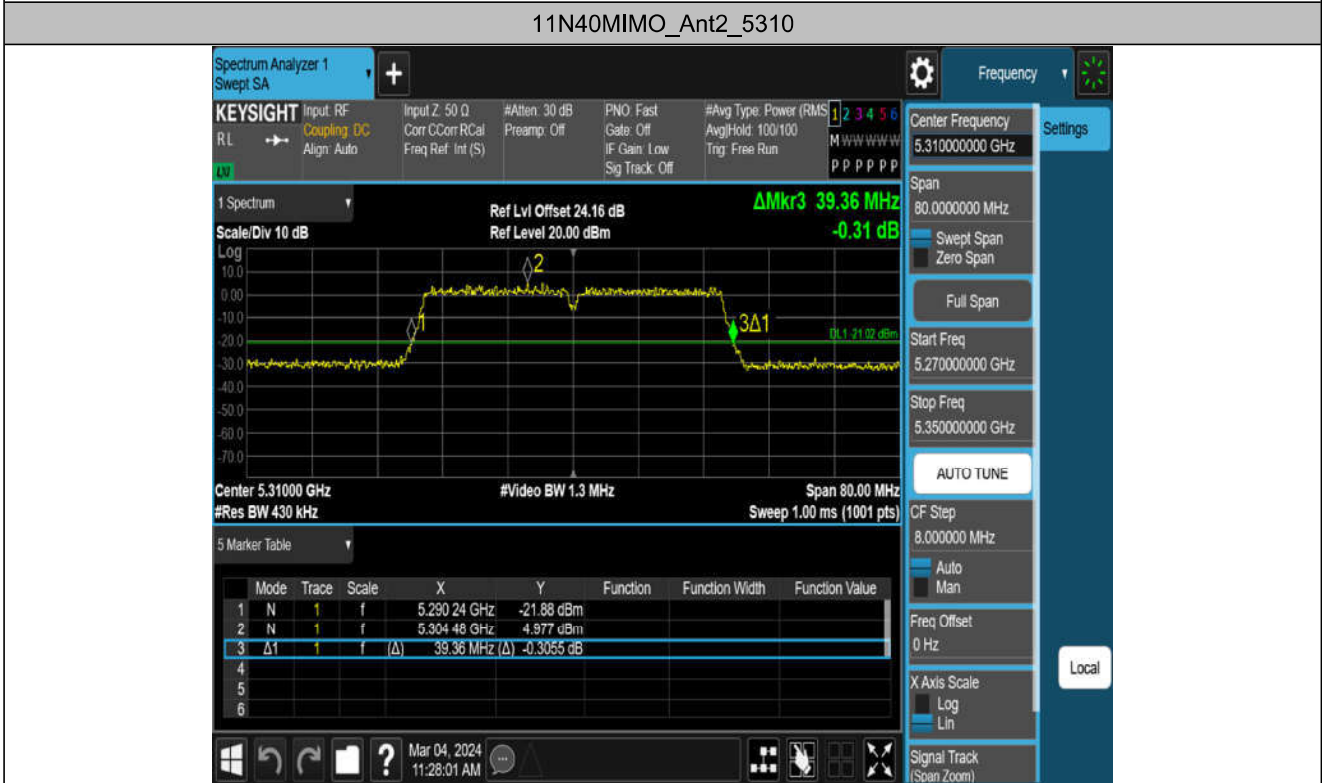 11N40MIMO_Ant2_5310
Spectrum Analyzer 1
Swept SA
Frequency
KEYSIGHT
RL
LXI
Input: RF
Coupling: DC
Align: Auto
Input Z: 50 Ω
Corr CCorr RCal
Freq Ref: Int (S)
#Atten: 30 dB
Preamp: Off
PNO: Fast
Gate: Off
IF Gain: Low
Sig Track: Off
#Avg Type: Power (RMS
Avg|Hold: 100/100
Trig: Free Run
1 2 3 4 5 6
M W W W W W
P P P P P P
Center Frequency
5.310000000 GHz
Settings
Span
80.0000000 MHz
Swept Span
Zero Span
Full Span
Start Freq
5.270000000 GHz
Stop Freq
5.350000000 GHz
AUTO TUNE
CF Step
8.000000 MHz
Auto
Man
Freq Offset
0 Hz
X Axis Scale
Log
Lin
Signal Track
(Span Zoom)
Local
1 Spectrum
Scale/Div 10 dB
Ref Lvl Offset 24.16 dB
Ref Level 20.00 dBm
ΔMkr3 39.36 MHz
-0.31 dB
Log
10.0
0.00
-10.0
-20.0
-30.0
-40.0
-50.0
-60.0
-70.0
2
1
3Δ1
DL1 -21.02 dBm
Center 5.31000 GHz
#Video BW 1.3 MHz
Span 80.00 MHz
#Res BW 430 kHz
Sweep 1.00 ms (1001 pts)
5 Marker Table
Mode Trace Scale X Y Function Function Width Function Value
1 N 1 f 5.290 24 GHz -21.88 dBm
2 N 1 f 5.304 48 GHz 4.977 dBm
3 Δ1 1 f (Δ) 39.36 MHz (Δ) -0.3055 dB
4
5
6
?
Mar 04, 2024
11:28:01 AM